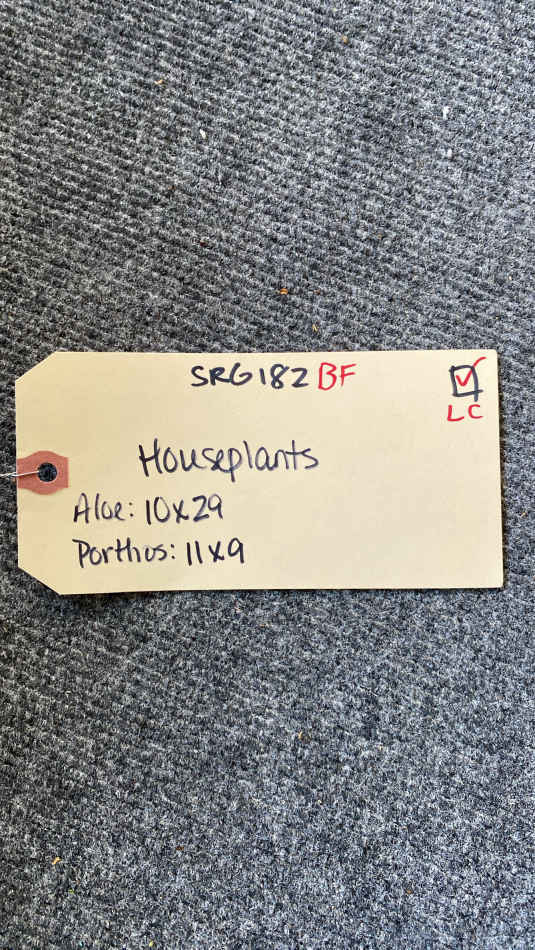 SRG182 BF
LC
Houseplants
Aloe: 10x29
Porthos: 11x9